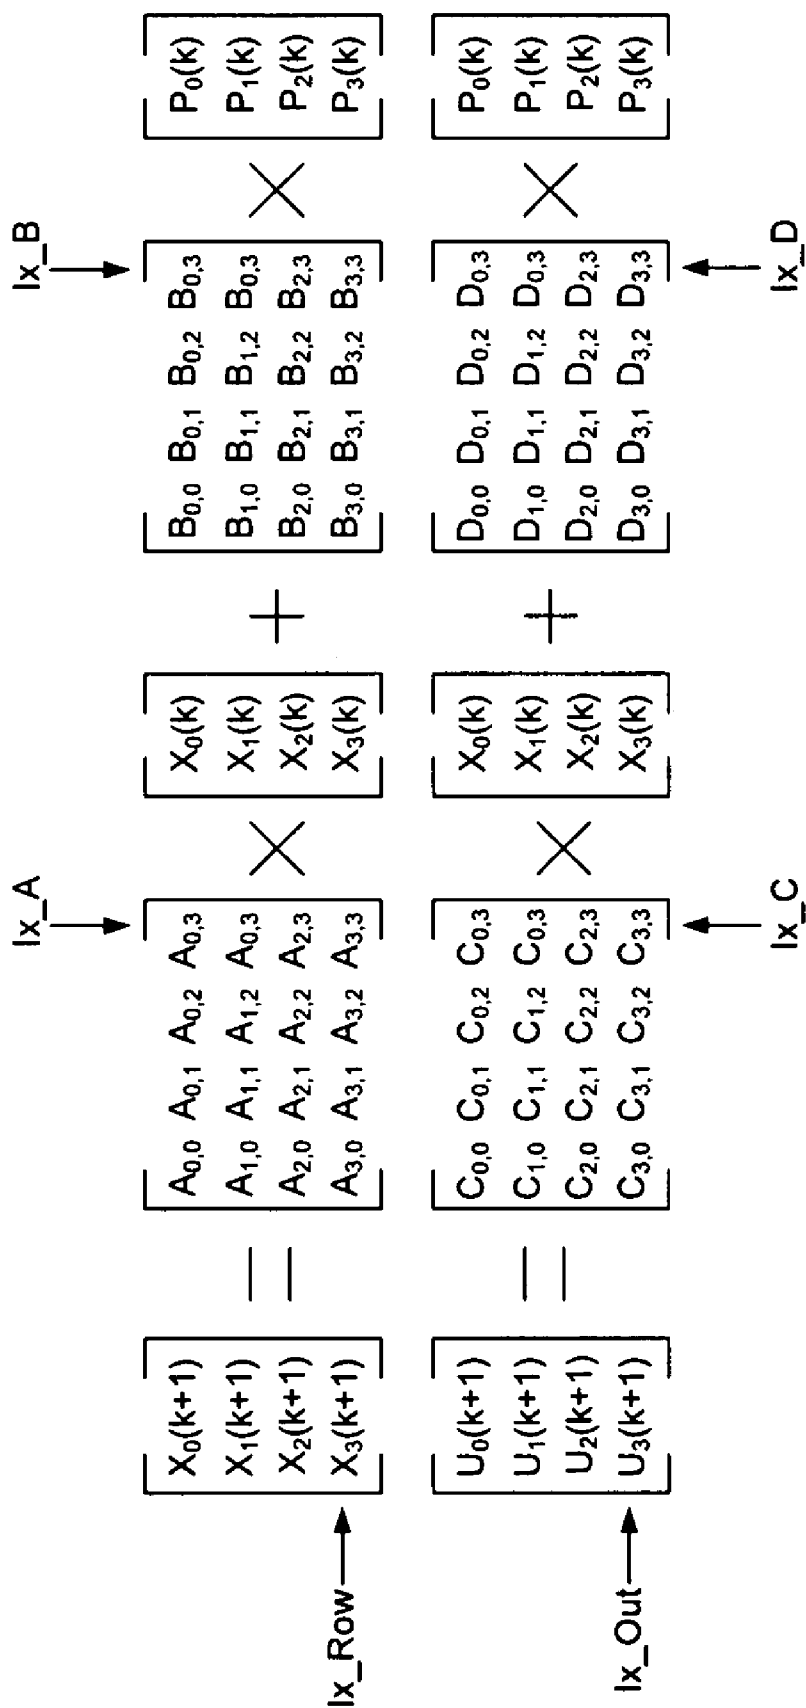 Ix_A Ix_B
X₀(k+1) A₀,₀ A₀,₁ A₀,₂ A₀,₃ X₀(k) B₀,₀ B₀,₁ B₀,₂ B₀,₃ P₀(k)
X₁(k+1) = A₁,₀ A₁,₁ A₁,₂ A₀,₃ × X₁(k) + B₁,₀ B₁,₁ B₁,₂ B₀,₃ × P₁(k)
X₂(k+1) A₂,₀ A₂,₁ A₂,₂ A₂,₃ X₂(k) B₂,₀ B₂,₁ B₂,₂ B₂,₃ P₂(k)
Ix_Row X₃(k+1) A₃,₀ A₃,₁ A₃,₂ A₃,₃ X₃(k) B₃,₀ B₃,₁ B₃,₂ B₃,₃ P₃(k)
U₀(k+1) C₀,₀ C₀,₁ C₀,₂ C₀,₃ X₀(k) D₀,₀ D₀,₁ D₀,₂ D₀,₃ P₀(k)
U₁(k+1) = C₁,₀ C₁,₁ C₁,₂ C₀,₃ × X₁(k) + D₁,₀ D₁,₁ D₁,₂ D₀,₃ × P₁(k)
U₂(k+1) C₂,₀ C₂,₁ C₂,₂ C₂,₃ X₂(k) D₂,₀ D₂,₁ D₂,₂ D₂,₃ P₂(k)
Ix_Out U₃(k+1) C₃,₀ C₃,₁ C₃,₂ C₃,₃ X₃(k) D₃,₀ D₃,₁ D₃,₂ D₃,₃ P₃(k)
Ix_C Ix_D